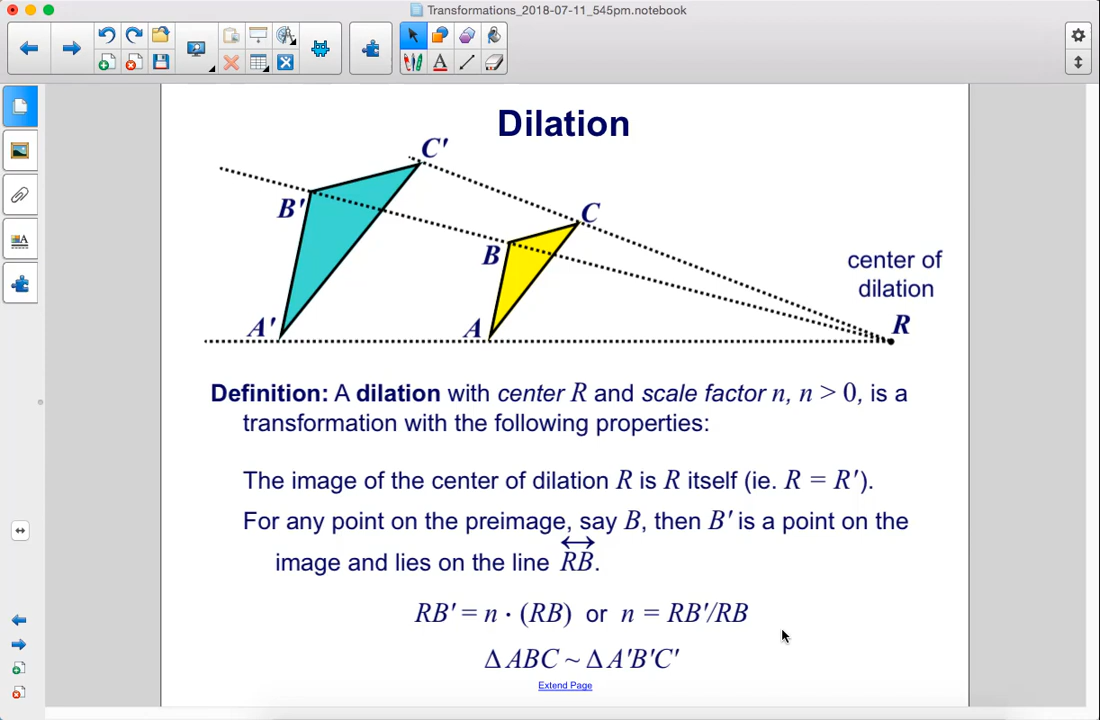 Transformations_2018-07-11_545pm.notebook
Dilation
C'
B'
C
B
center of
dilation
R
A'
A
Definition: A dilation with center R and scale factor n, n > 0, is a
transformation with the following properties:
The image of the center of dilation R is R itself (ie. R = R').
For any point on the preimage, say B, then B' is a point on the
image and lies on the line RB.
RB' = n · (RB) or n = RB'/RB
Δ ABC ~ Δ A'B'C'
Extend Page